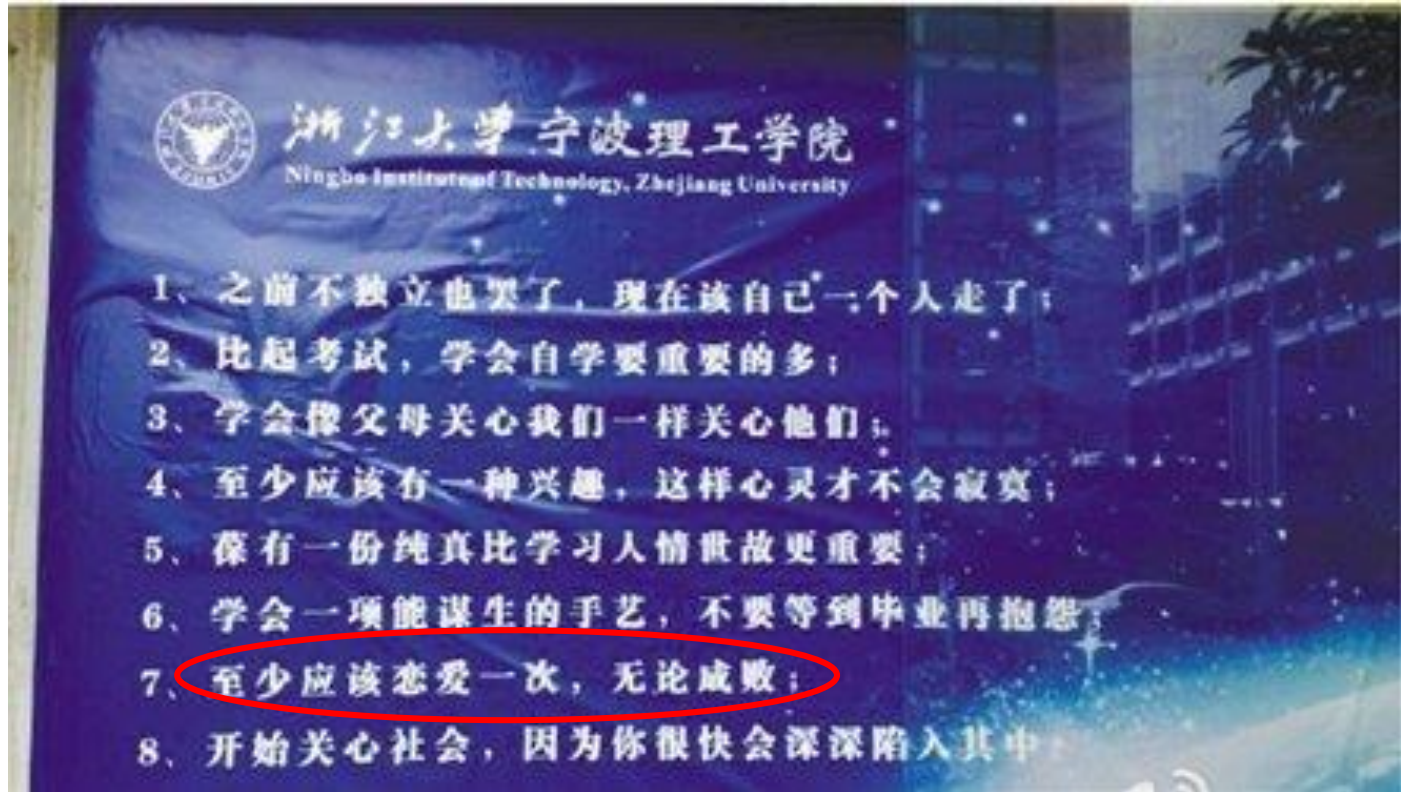 浙江大学 宁波理工学院
Ningbo Institute of Technology, Zhejiang University
1、之前不独立也罢了，现在该自己一个人走了；
2、比起考试，学会自学要重要的多；
3、学会像父母关心我们一样关心他们；
4、至少应该有一种兴趣，这样心灵才不会寂寞；
5、葆有一份纯真比学习人情世故更重要；
6、学会一项能谋生的手艺，不要等到毕业再抱怨；
7、至少应该恋爱一次，无论成败；
8、开始关心社会，因为你很快会深深陷入其中；